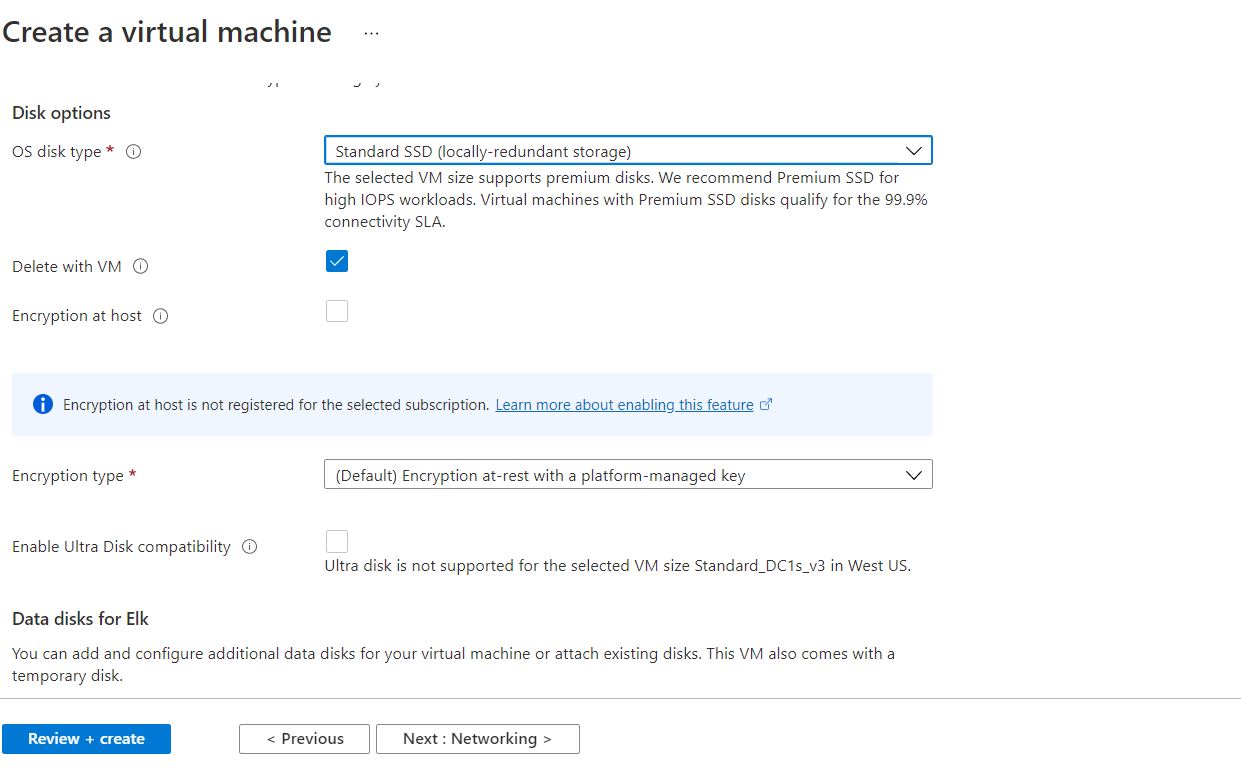 Create a virtual machine ...
Disk options
OS disk type *
Standard SSD (locally-redundant storage)
The selected VM size supports premium disks. We recommend Premium SSD for
high IOPS workloads. Virtual machines with Premium SSD disks qualify for the 99.9%
connectivity SLA.
Delete with VM
Encryption at host
Encryption at host is not registered for the selected subscription. Learn more about enabling this feature
Encryption type *
(Default) Encryption at-rest with a platform-managed key
Enable Ultra Disk compatibility
Ultra disk is not supported for the selected VM size Standard_DC1s_v3 in West US.
Data disks for Elk
You can add and configure additional data disks for your virtual machine or attach existing disks. This VM also comes with a
temporary disk.
Review + create
< Previous
Next : Networking >